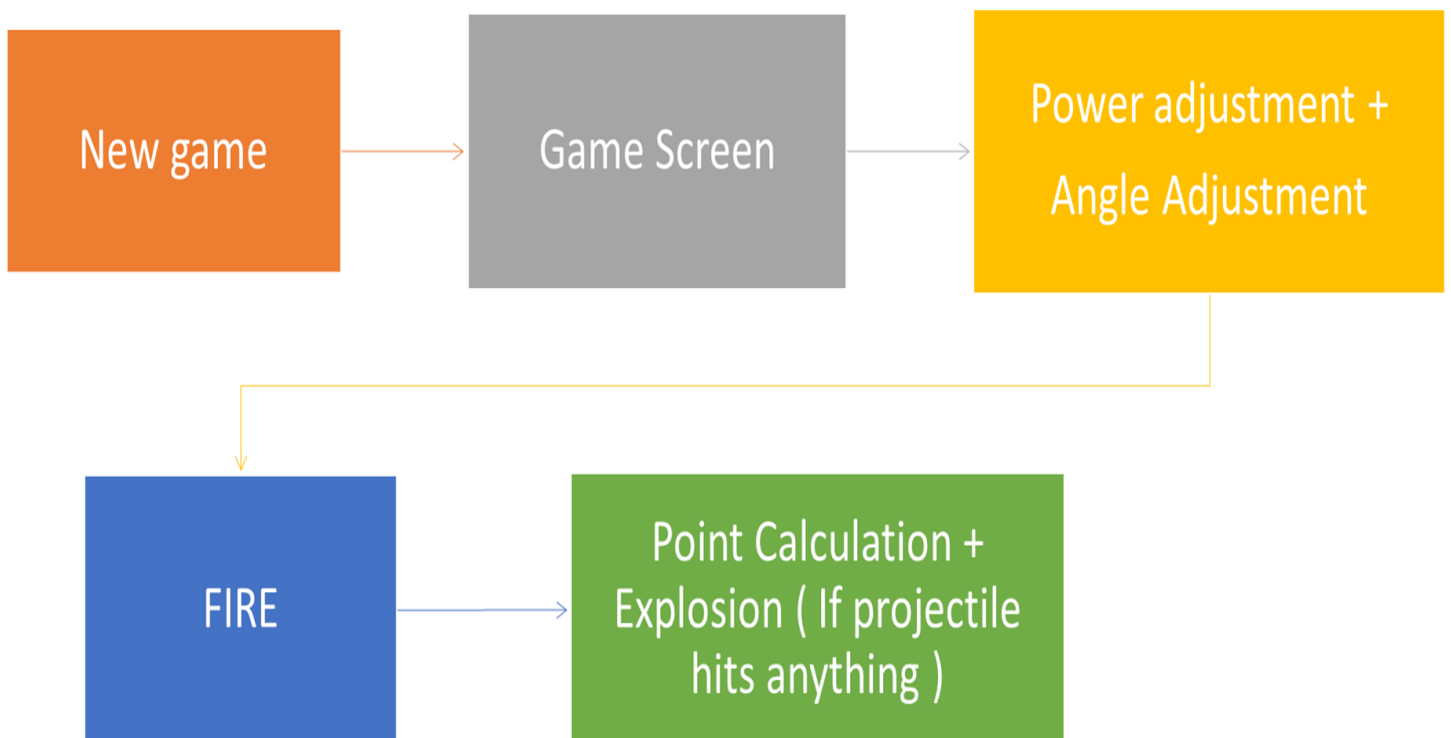 New game
Game Screen
Power adjustment +
Angle Adjustment
FIRE
Point Calculation +
Explosion ( If projectile
hits anything )